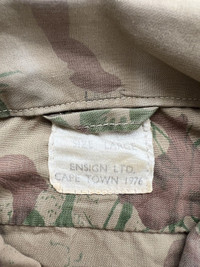 SIZE LARGE
ENSIGN LTD.
CAPE TOWN 1976